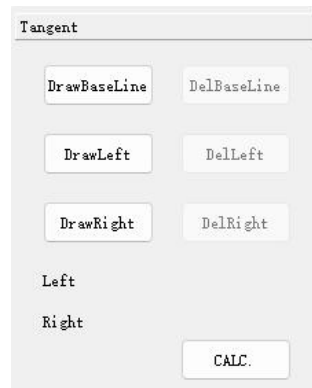 Tangent
DrawBaseLine DelBaseLine
DrawLeft DelLeft
DrawRight DelRight
Left
Right
CALC.